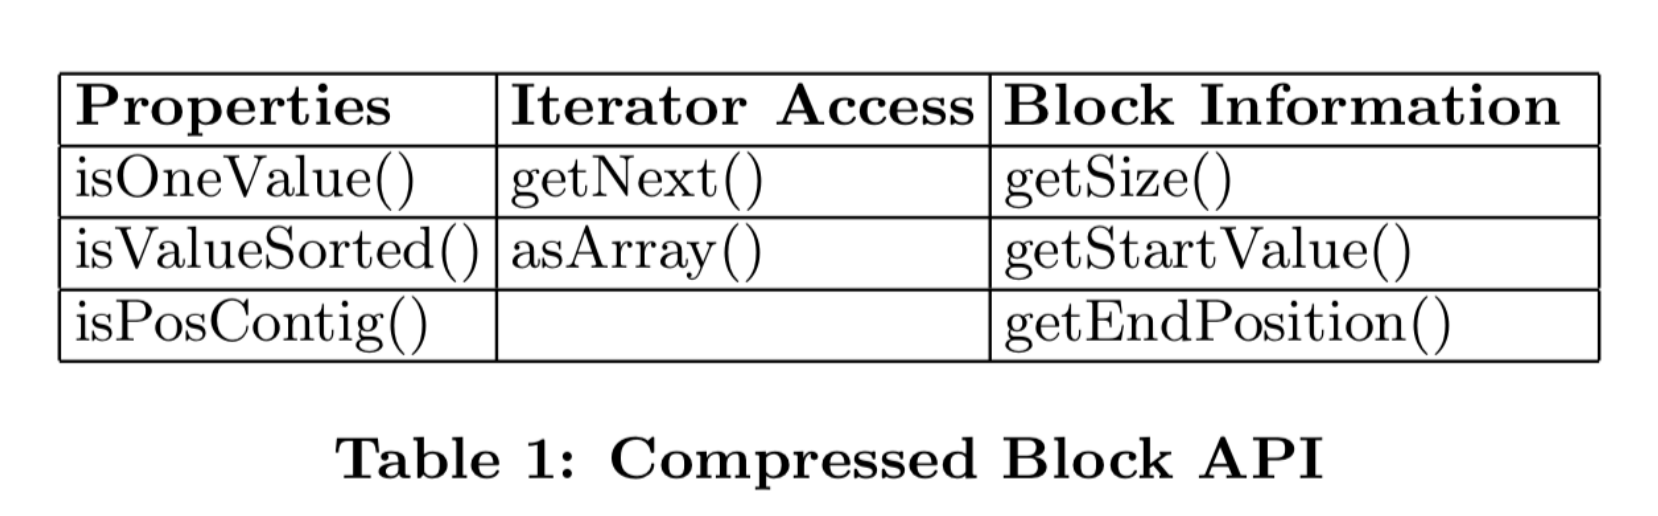 Properties Iterator Access Block Information
isOneValue() getNext() getSize()
isValueSorted() asArray() getStartValue()
isPosContig() getEndPosition()
Table 1: Compressed Block API